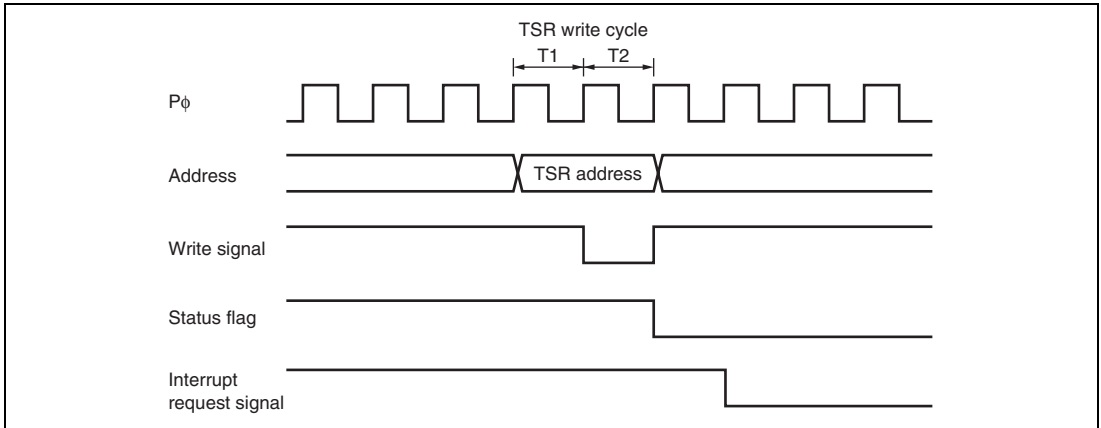 TSR write cycle
T1 T2
Pϕ
Address
TSR address
Write signal
Status flag
Interrupt
request signal